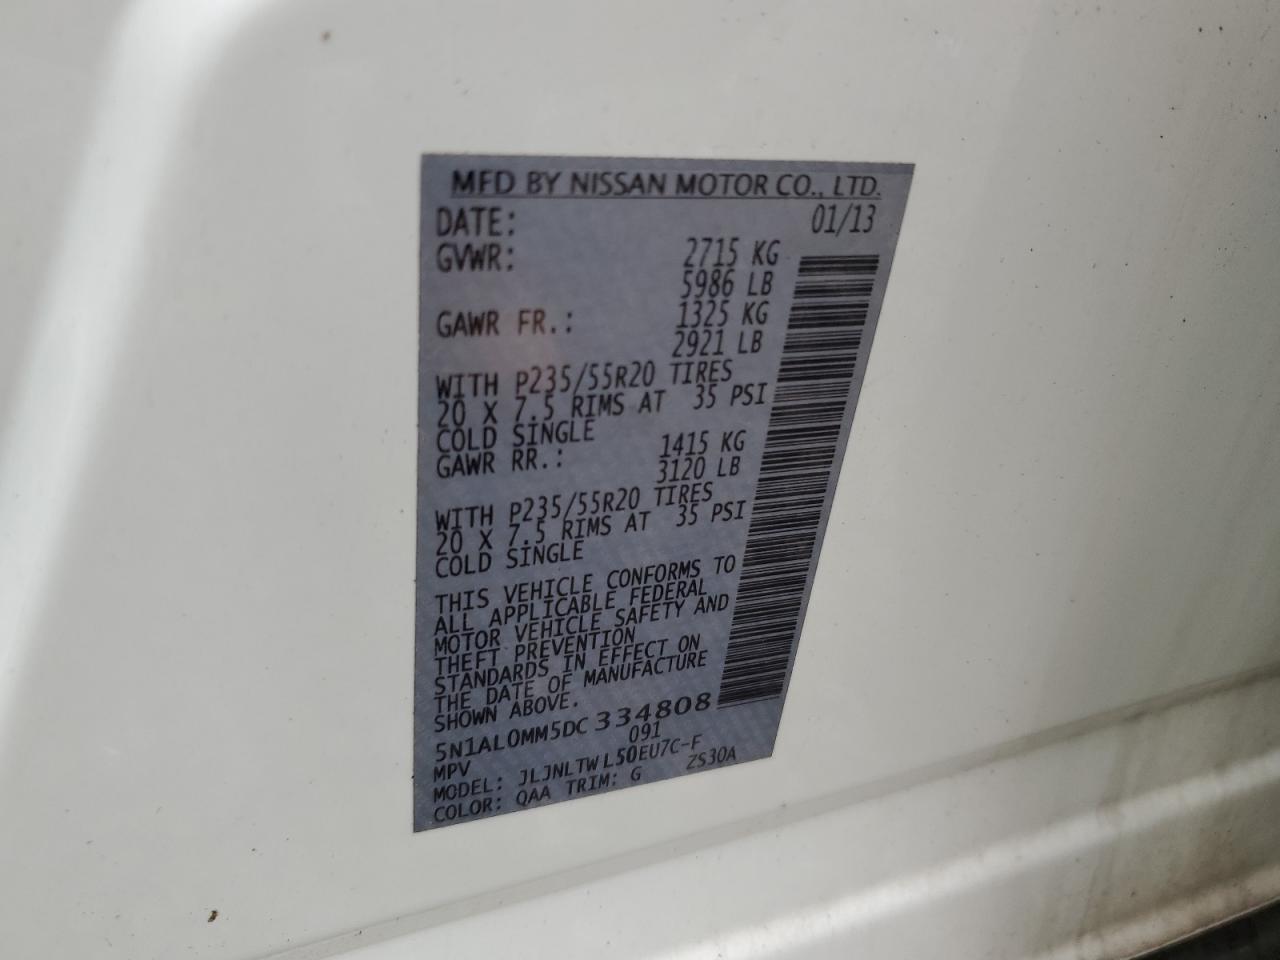 MFD BY NISSAN MOTOR CO., LTD.
DATE: 01/13
GVWR: 2715 KG
5986 LB
GAWR FR.: 1325 KG
2921 LB
WITH P235/55R20 TIRES
20 X 7.5 RIMS AT 35 PSI
COLD SINGLE
GAWR RR.: 1415 KG
3120 LB
WITH P235/55R20 TIRES
20 X 7.5 RIMS AT 35 PSI
COLD SINGLE
THIS VEHICLE CONFORMS TO
ALL APPLICABLE FEDERAL
MOTOR VEHICLE SAFETY AND
THEFT PREVENTION
STANDARDS IN EFFECT ON
THE DATE OF MANUFACTURE
SHOWN ABOVE.
5N1AL0MM5DC334808
MPV 091
MODEL: JLJNLTWL50EU7C-F
COLOR: QAA TRIM: G ZS30A